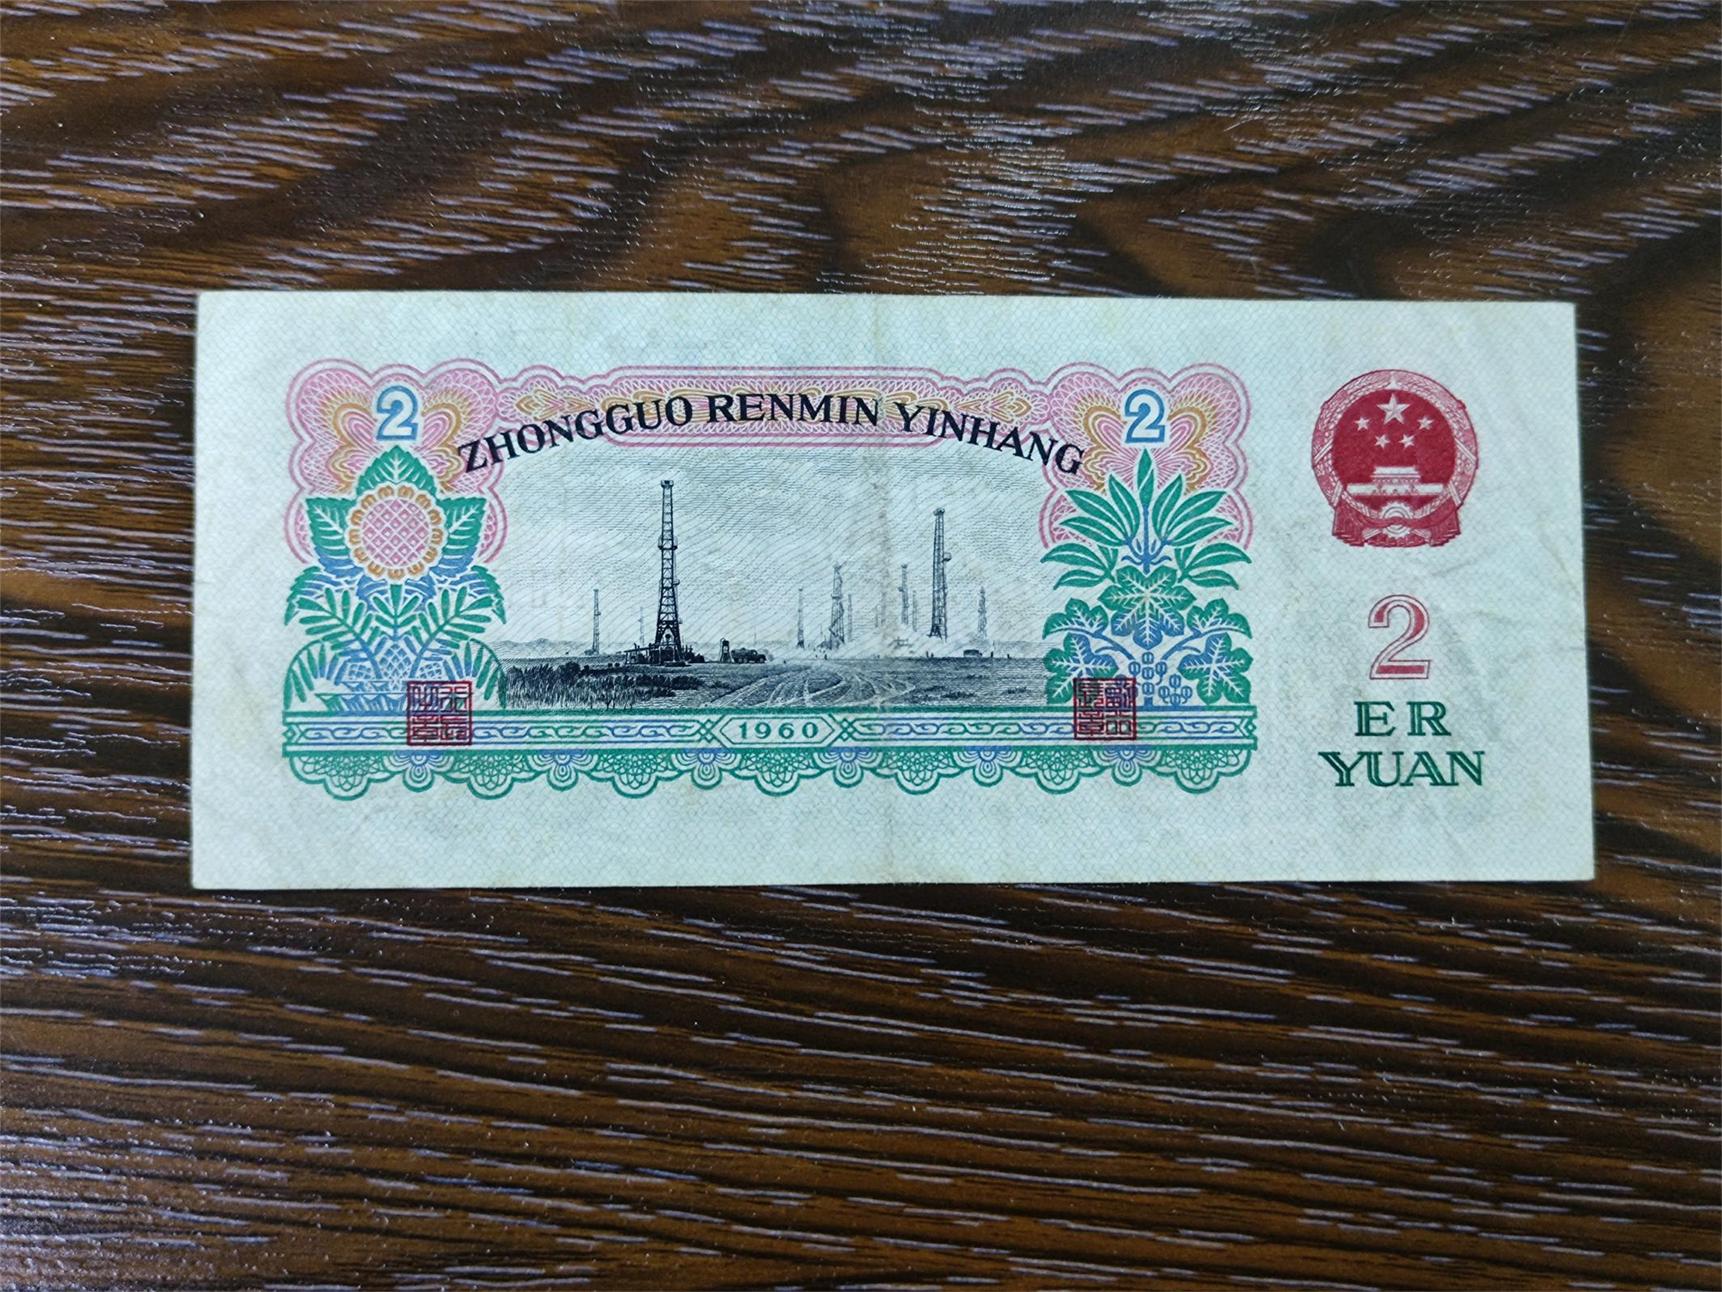 2
ZHONGGUO RENMIN YINHANG
2
1960
2
ER
YUAN